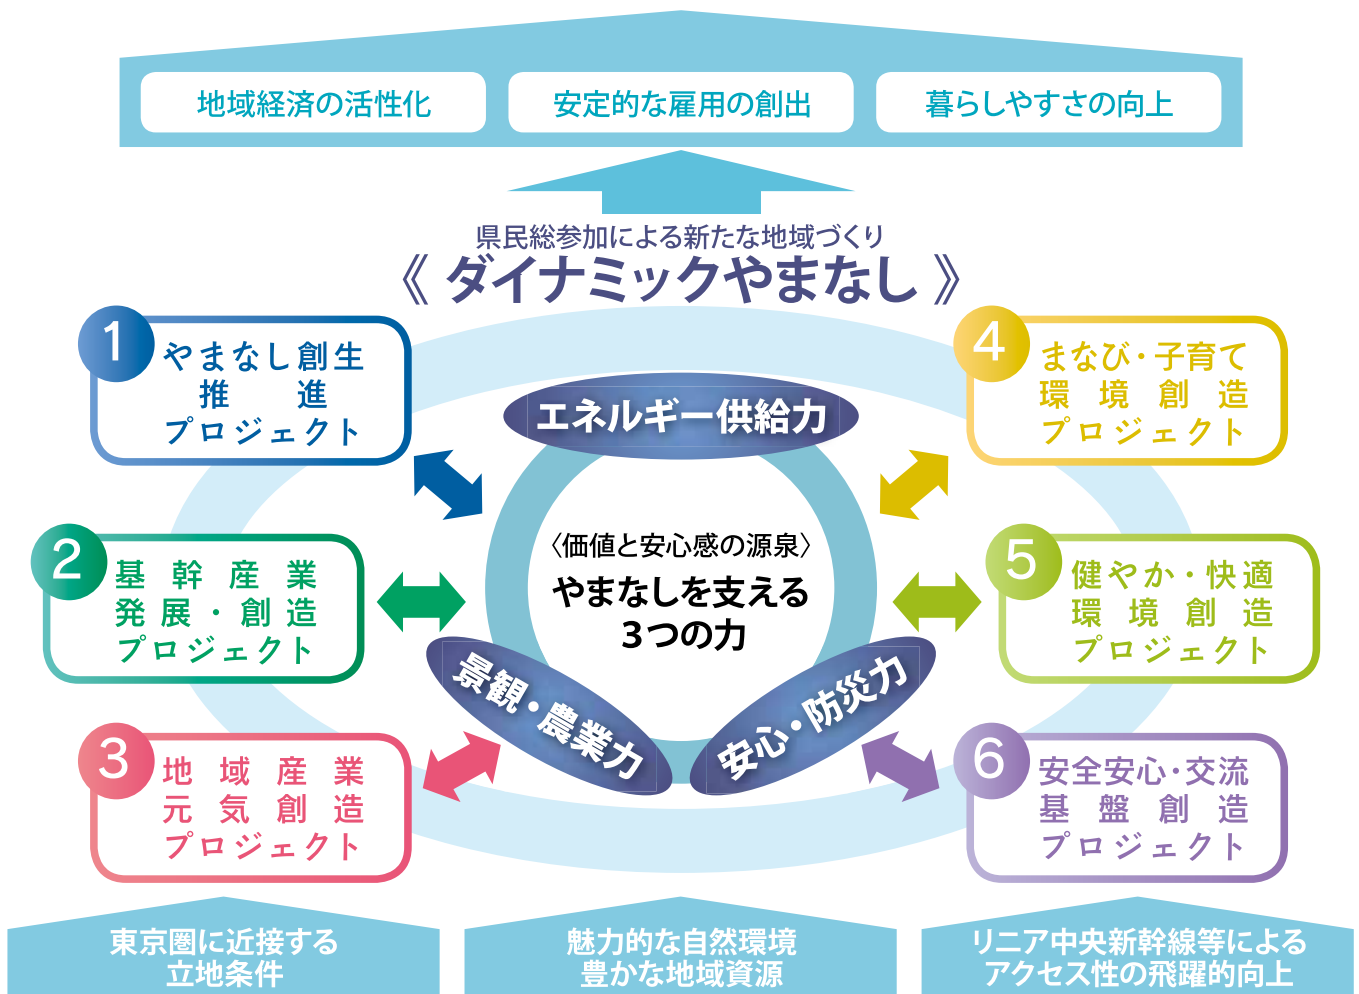 地域経済の活性化
安定的な雇用の創出
暮らしやすさの向上
県民総参加による新たな地域づくり
《 ダイナミックやまなし 》
1
やまなし創生
推進
プロジェクト
4
まなび・子育て
環境創造
プロジェクト
エネルギー供給力
2
基幹産業
発展・創造
プロジェクト
〈価値と安心感の源泉〉
やまなしを支える
3つの力
5
健やか・快適
環境創造
プロジェクト
景観・農業力
安心・防災力
3
地域産業
元気創造
プロジェクト
6
安全安心・交流
基盤創造
プロジェクト
東京圏に近接する
立地条件
魅力的な自然環境
豊かな地域資源
リニア中央新幹線等による
アクセス性の飛躍的向上